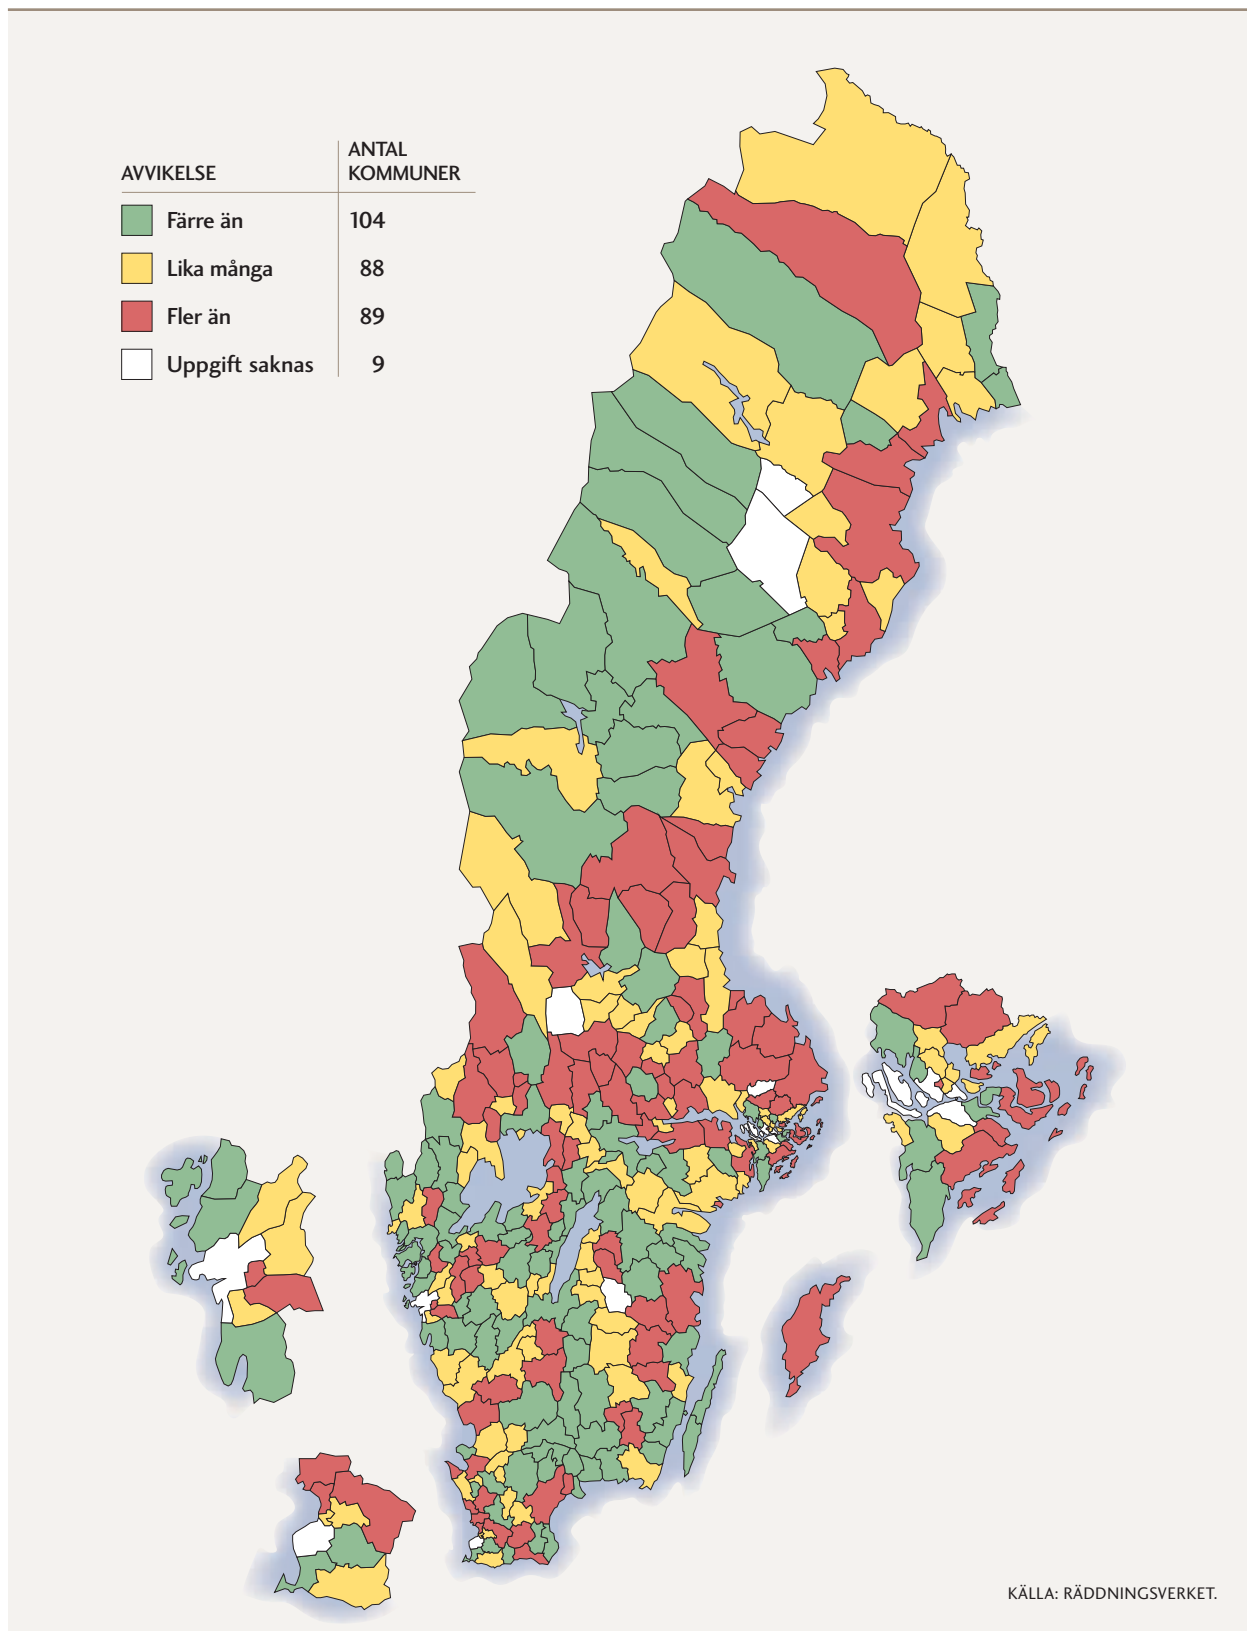 AVVIKELSE
ANTAL
KOMMUNER
Färre än 104
Lika många 88
Fler än 89
Uppgift saknas 9
KÄLLA: RÄDDNINGSVERKET.